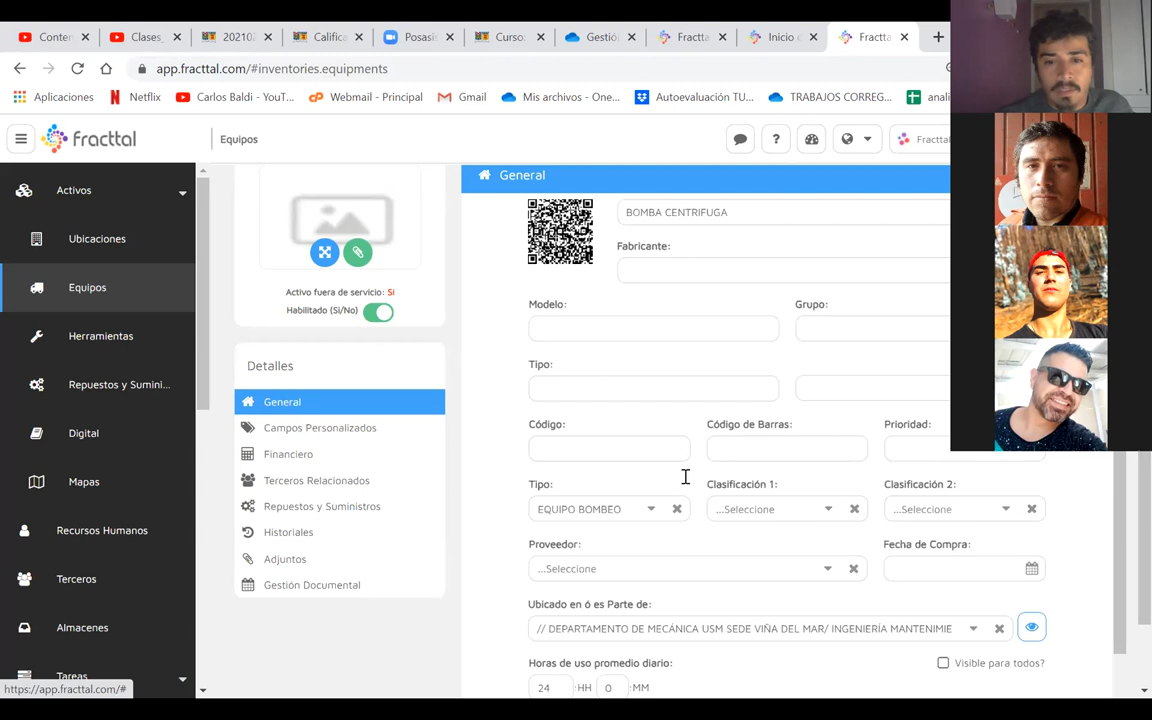 Conten
Clases_
202102
Califica
Posasis
Curso:
Gestió
Fractta
Inicio d
Fractta
app.fracttal.com/#inventories.equipments
Aplicaciones
Netflix
Carlos Baldi - YouT...
Webmail - Principal
Gmail
Mis archivos - One...
Autoevaluación TU...
TRABAJOS CORREG...
anali
fracttal
Equipos
?
Fracttal
Activos
Ubicaciones
Equipos
Herramientas
Repuestos y Sumini...
Digital
Mapas
Recursos Humanos
Terceros
Almacenes
Tareas
https://app.fracttal.com/#
Activo fuera de servicio: Si
Habilitado (Si/No)
Detalles
General
Campos Personalizados
Financiero
Terceros Relacionados
Repuestos y Suministros
Historiales
Adjuntos
Gestión Documental
General
BOMBA CENTRIFUGA
Fabricante:
Modelo:
Grupo:
Tipo:
Código:
Código de Barras:
Prioridad:
Tipo:
Clasificación 1:
Clasificación 2:
EQUIPO BOMBEO
...Seleccione
...Seleccione
Proveedor:
Fecha de Compra:
...Seleccione
Ubicado en ó es Parte de:
// DEPARTAMENTO DE MECÁNICA USM SEDE VIÑA DEL MAR/ INGENIERÍA MANTENIMIE
Horas de uso promedio diario:
Visible para todos?
24 :HH 0 :MM